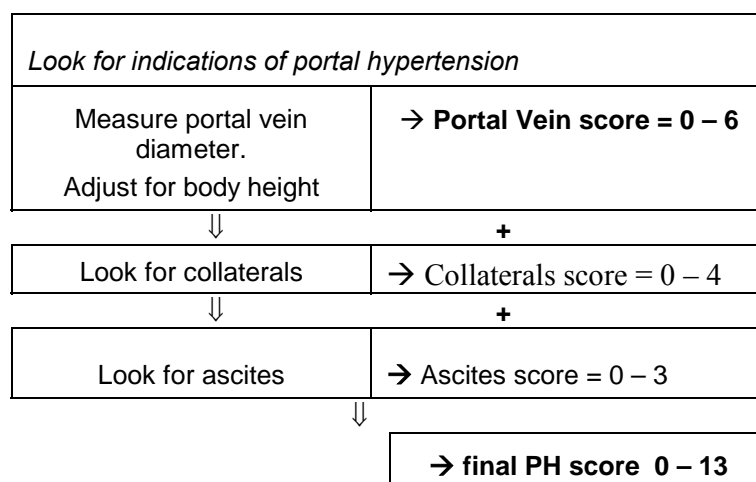 Look for indications of portal hypertension
Measure portal vein
diameter.
Adjust for body height
→ Portal Vein score = 0 – 6
⇓ +
Look for collaterals → Collaterals score = 0 – 4
⇓ +
Look for ascites → Ascites score = 0 – 3
⇓
→ final PH score 0 – 13